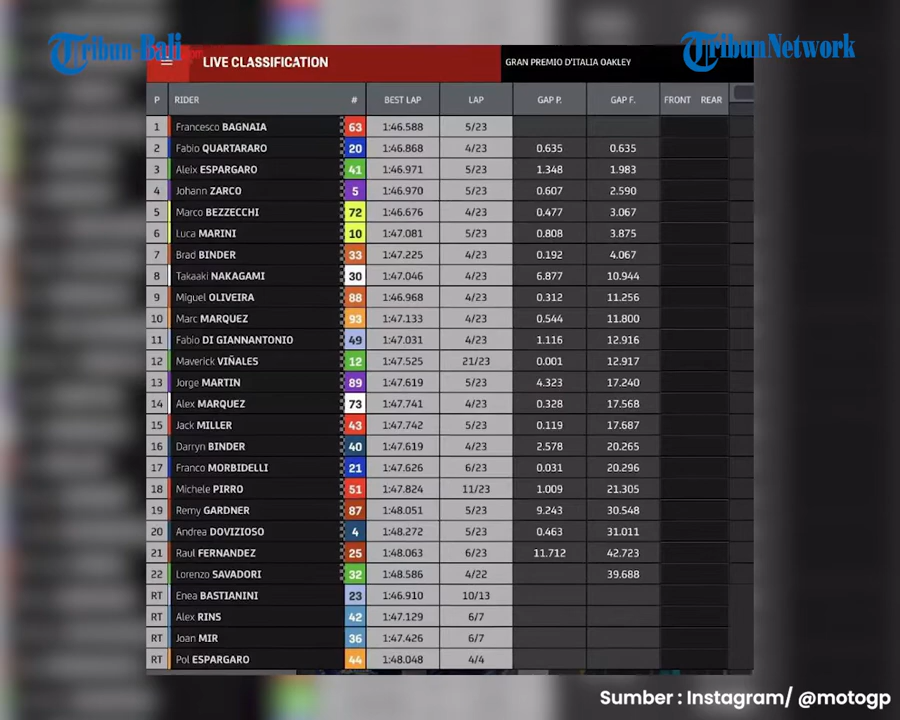 Tribun-Bali
TribunNetwork
LIVE CLASSIFICATION
GRAN PREMIO D'ITALIA OAKLEY
P RIDER # BEST LAP LAP GAP P. GAP F. FRONT REAR
1 Francesco BAGNAIA 63 1:46.588 5/23
2 Fabio QUARTARARO 20 1:46.868 4/23 0.635 0.635
3 Aleix ESPARGARO 41 1:46.971 5/23 1.348 1.983
4 Johann ZARCO 5 1:46.970 5/23 0.607 2.590
5 Marco BEZZECCHI 72 1:46.676 4/23 0.477 3.067
6 Luca MARINI 10 1:47.081 5/23 0.808 3.875
7 Brad BINDER 33 1:47.225 4/23 0.192 4.067
8 Takaaki NAKAGAMI 30 1:47.046 4/23 6.877 10.944
9 Miguel OLIVEIRA 88 1:46.968 4/23 0.312 11.256
10 Marc MARQUEZ 93 1:47.133 4/23 0.544 11.800
11 Fabio DI GIANNANTONIO 49 1:47.031 4/23 1.116 12.916
12 Maverick VIÑALES 12 1:47.525 21/23 0.001 12.917
13 Jorge MARTIN 89 1:47.619 5/23 4.323 17.240
14 Alex MARQUEZ 73 1:47.741 4/23 0.328 17.568
15 Jack MILLER 43 1:47.742 5/23 0.119 17.687
16 Darryn BINDER 40 1:47.619 4/23 2.578 20.265
17 Franco MORBIDELLI 21 1:47.626 6/23 0.031 20.296
18 Michele PIRRO 51 1:47.824 11/23 1.009 21.305
19 Remy GARDNER 87 1:48.051 5/23 9.243 30.548
20 Andrea DOVIZIOSO 4 1:48.272 5/23 0.463 31.011
21 Raul FERNANDEZ 25 1:48.063 6/23 11.712 42.723
22 Lorenzo SAVADORI 32 1:48.586 4/22 39.688
RT Enea BASTIANINI 23 1:46.910 10/13
RT Alex RINS 42 1:47.129 6/7
RT Joan MIR 36 1:47.426 6/7
RT Pol ESPARGARO 44 1:48.048 4/4
Sumber : Instagram/ @motogp